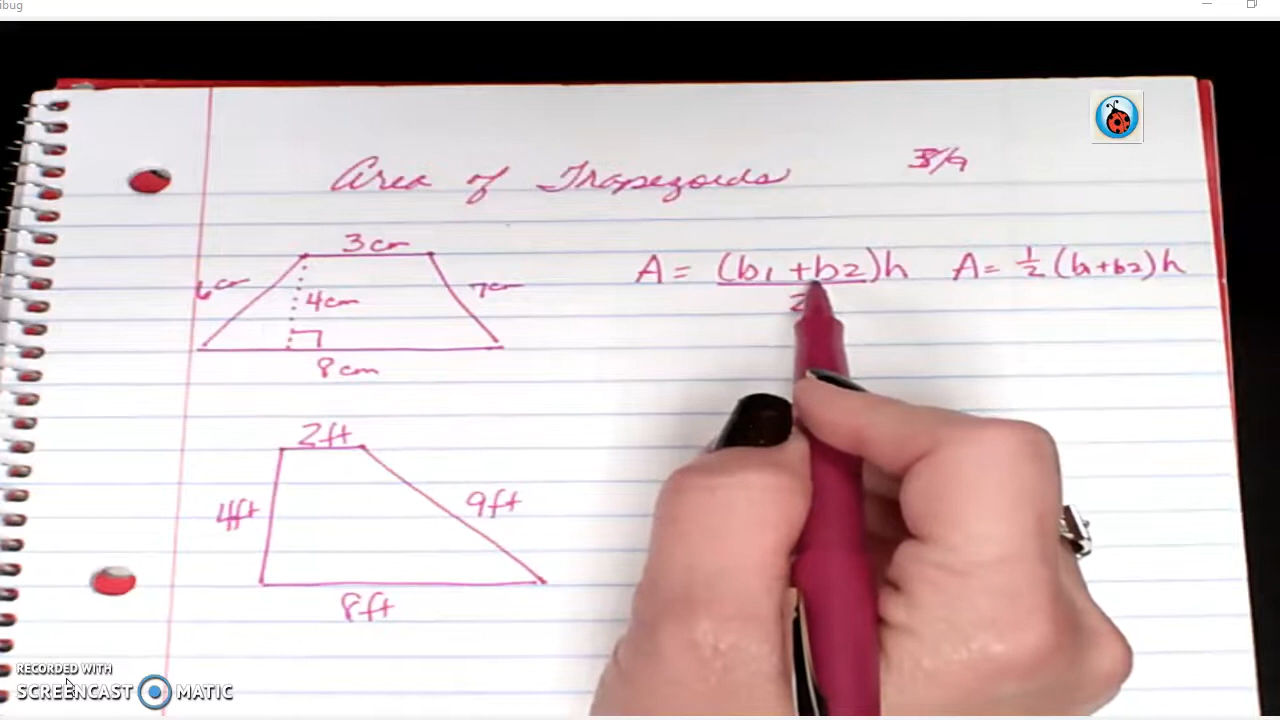 ibug
Area of Trapezoids
3/9
3cm
6cm
4cm
7cm
8cm
A = (b1 + b2)h
2
A = 1/2 (b1 + b2) h
2ft
4ft
9ft
8ft
RECORDED WITH
SCREENCAST MATIC